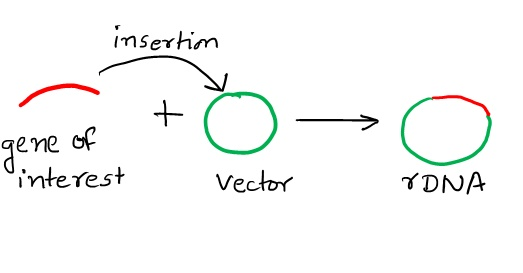 insertion
+
gene of
interest
vector
rDNA